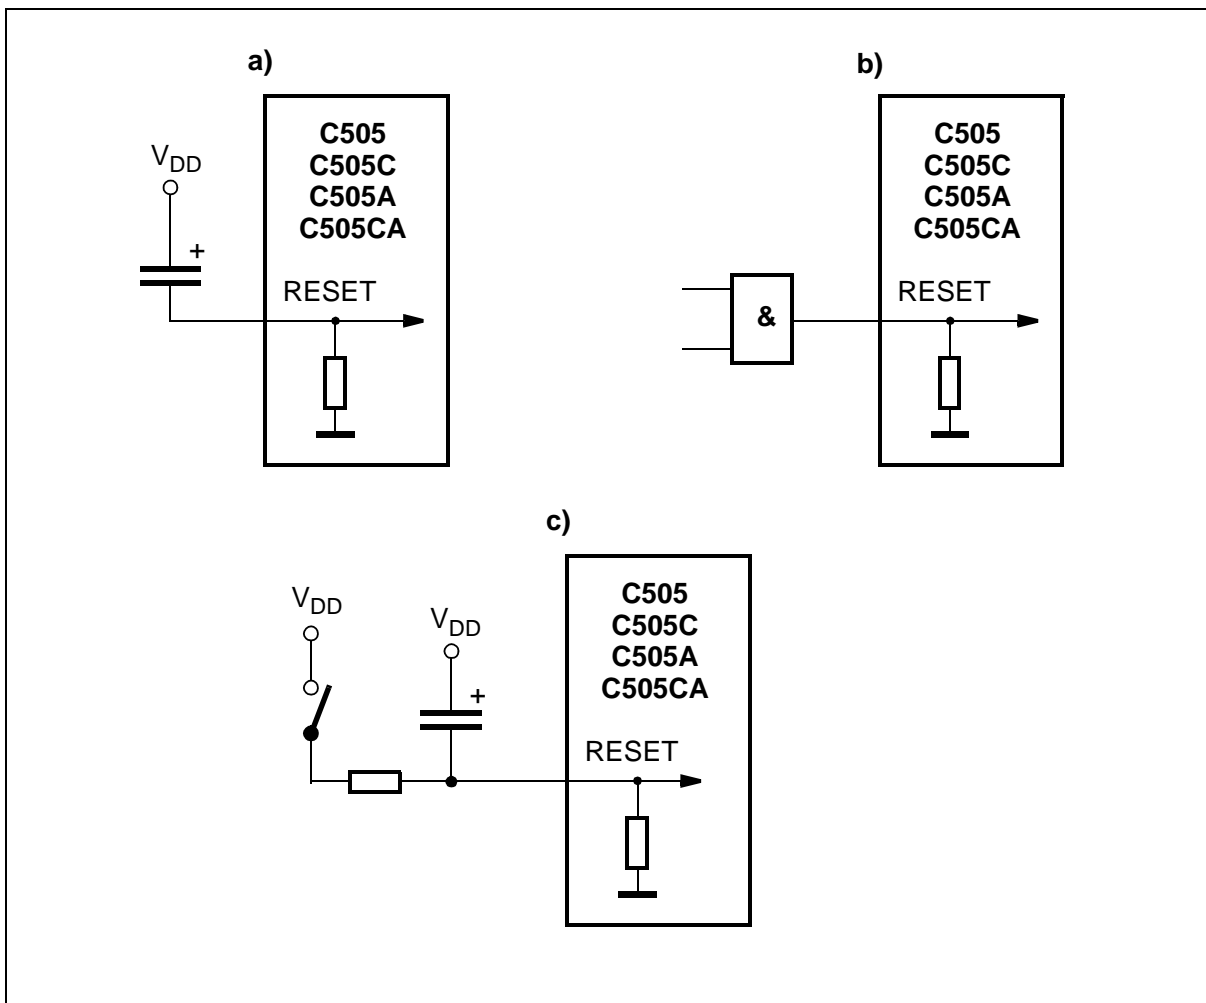 a)
C505
C505C
C505A
C505CA
VDD
+
RESET
b)
C505
C505C
C505A
C505CA
&
RESET
c)
C505
C505C
C505A
C505CA
VDD
VDD
+
RESET